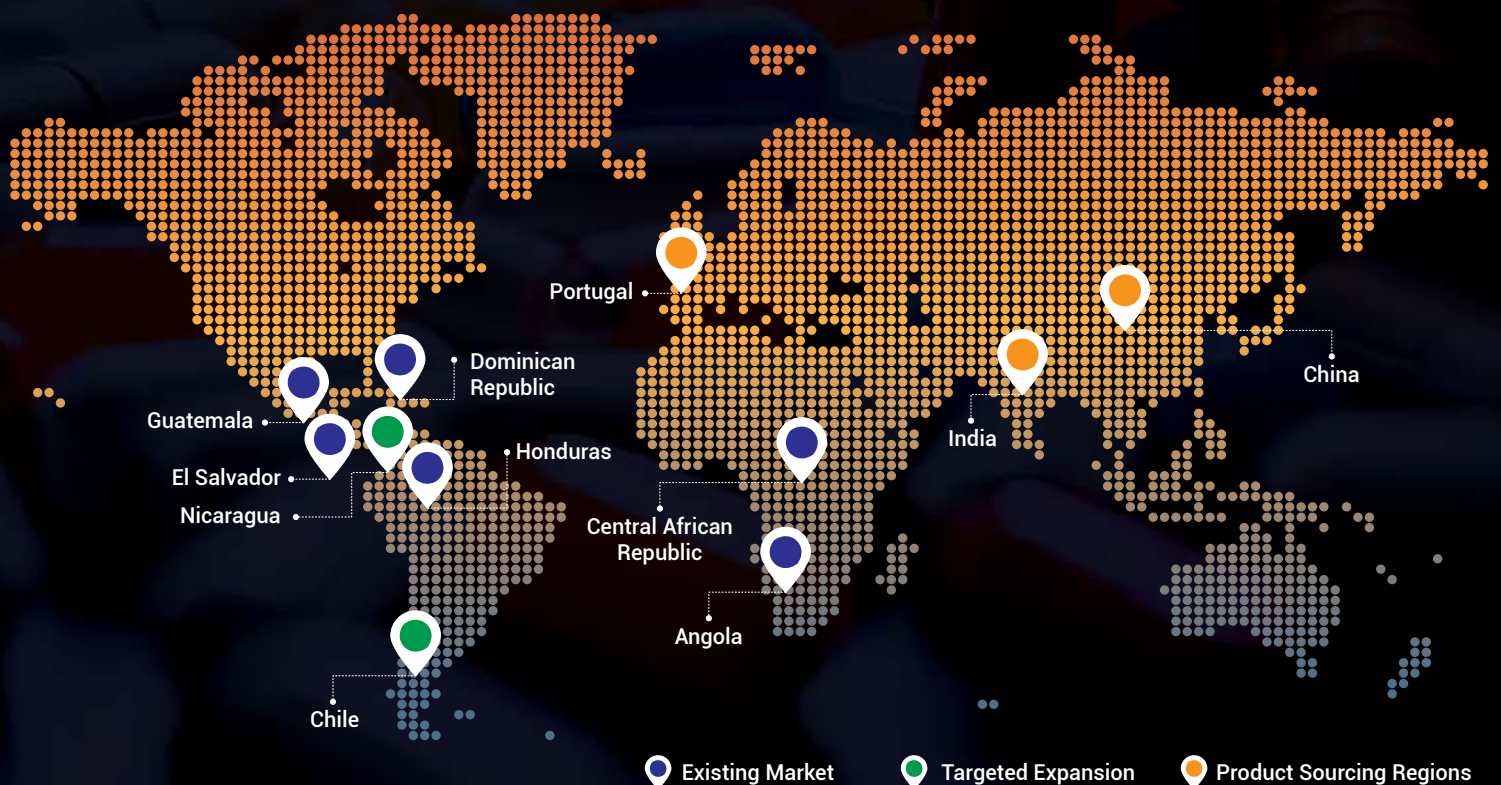 Portugal
Dominican
Republic
China
Guatemala
India
Honduras
El Salvador
Nicaragua
Central African
Republic
Angola
Chile
Existing Market
Targeted Expansion
Product Sourcing Regions